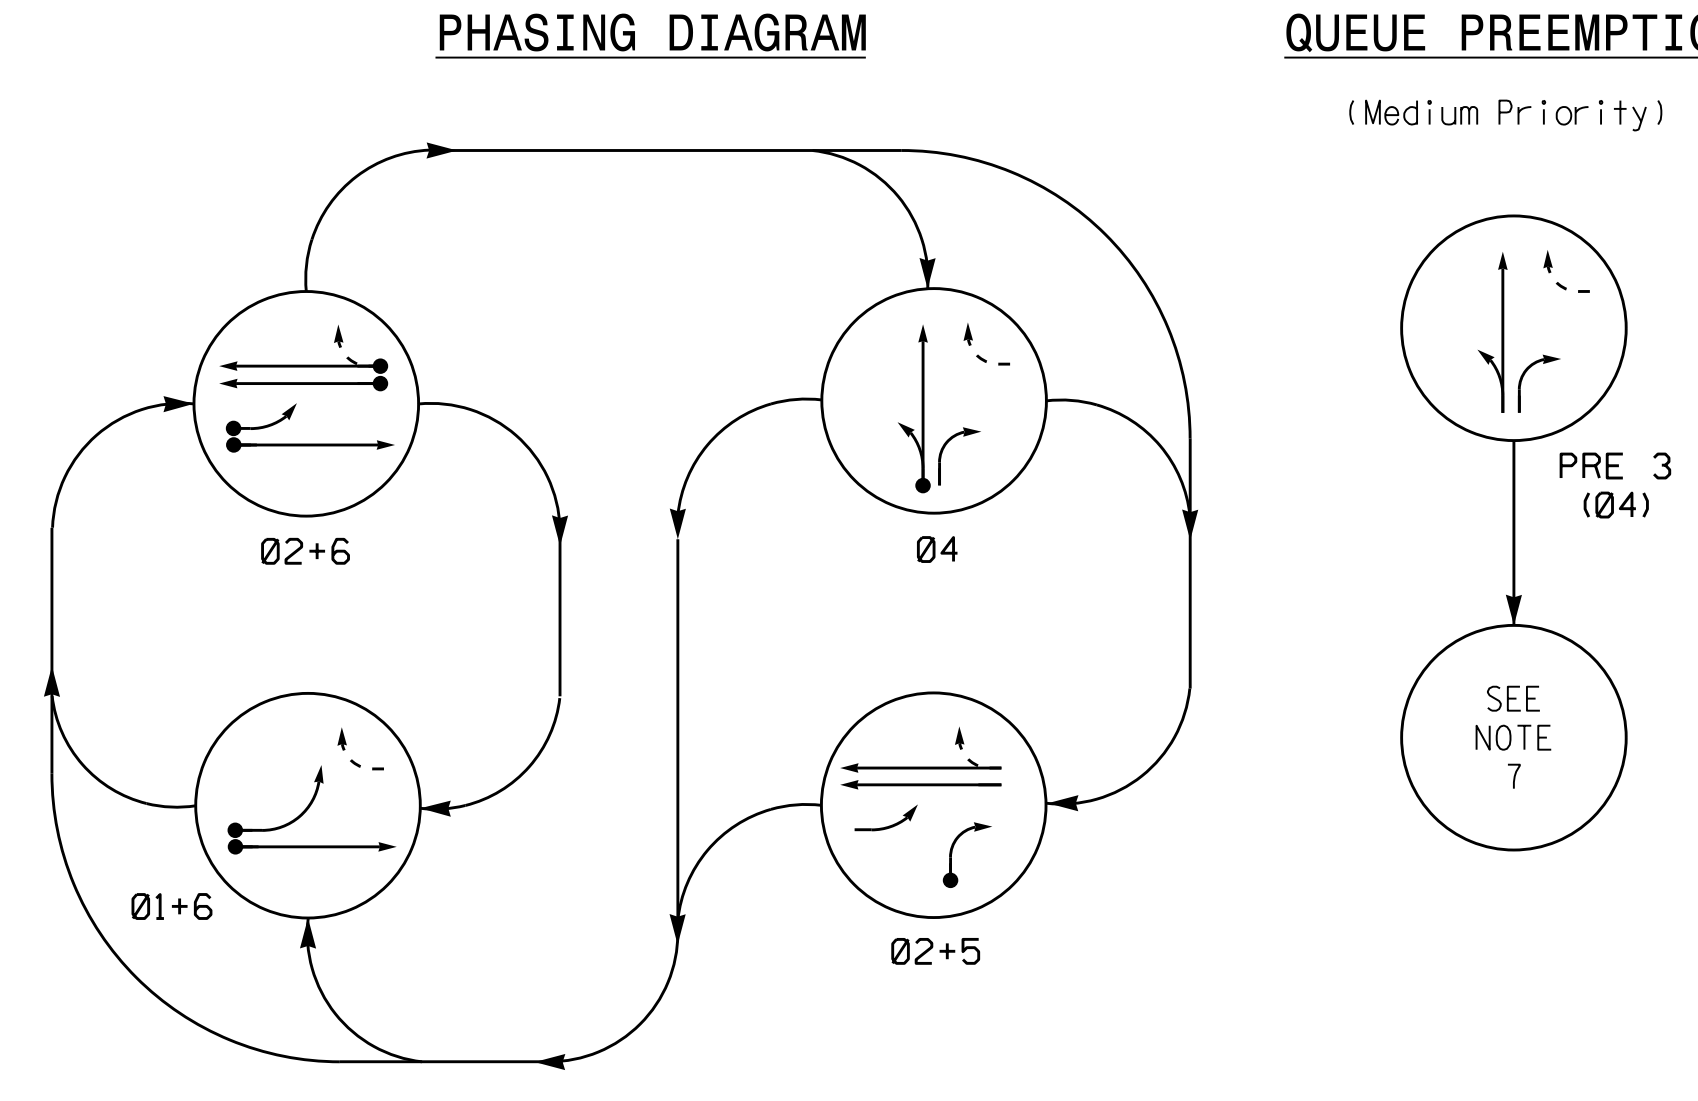 PHASING DIAGRAM
QUEUE PREEMPTIO
(Medium Priority)
Ø2+6
Ø4
PRE 3
(Ø4)
SEE
NOTE
7
Ø1+6
Ø2+5